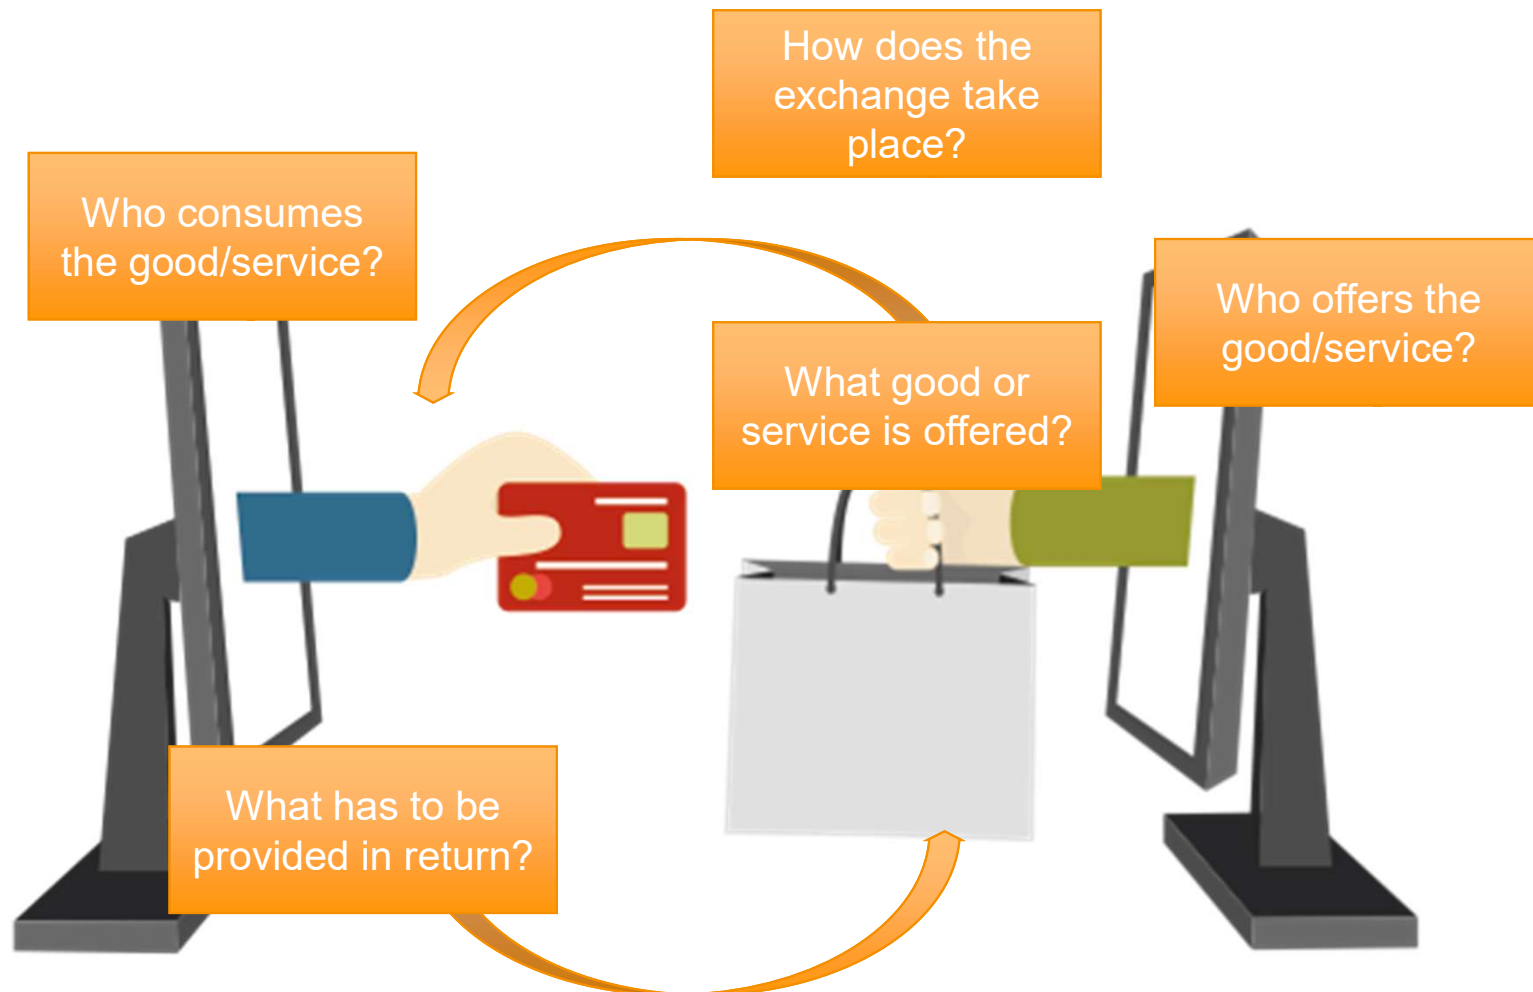 How does the
exchange take
place?
Who consumes
the good/service?
Who offers the
good/service?
What good or
service is offered?
What has to be
provided in return?